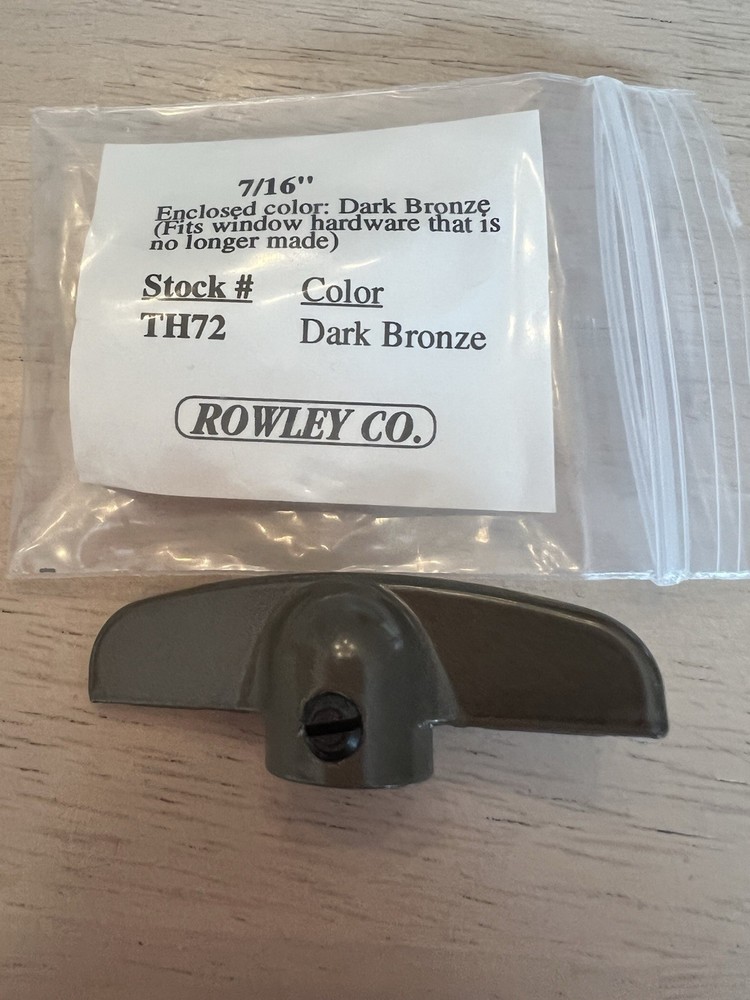 7/16"
Enclosed color: Dark Bronze
(Fits window hardware that is
no longer made)
Stock # Color
TH72 Dark Bronze
ROWLEY CO.